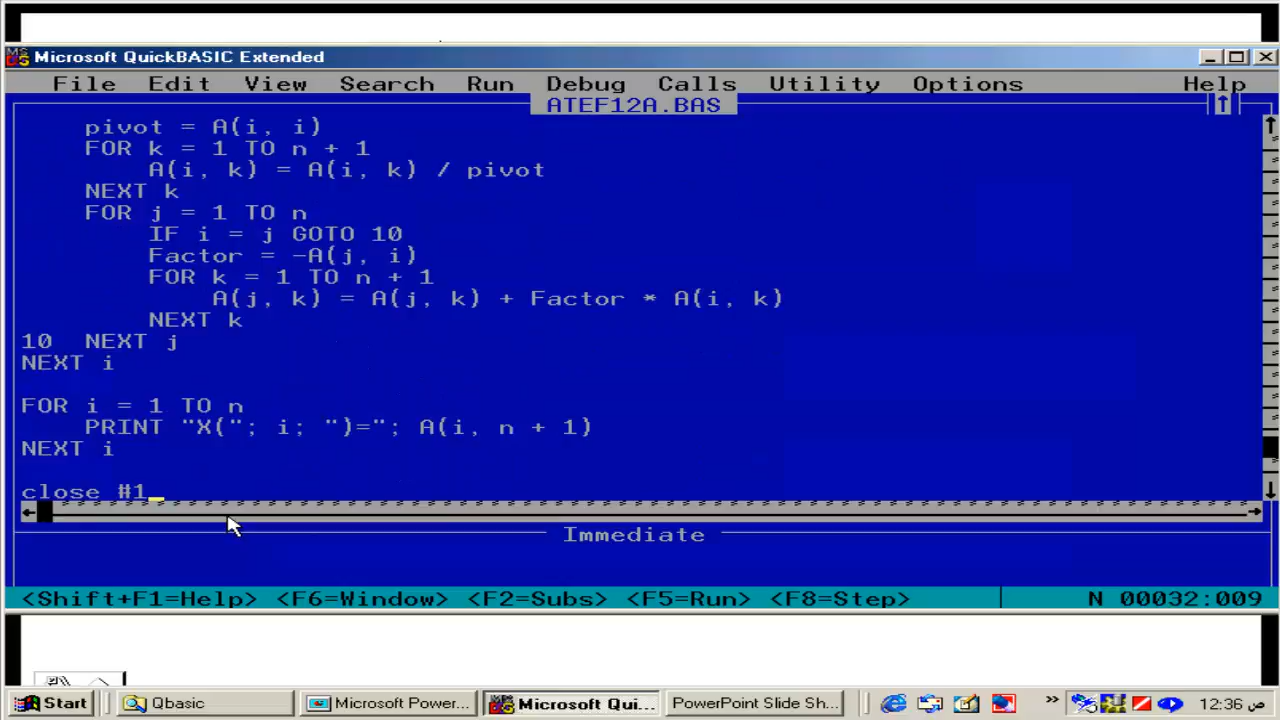 Microsoft QuickBASIC Extended
File Edit View Search Run Debug Calls Utility Options Help
ATEF12A.BAS
pivot = A(i, i)
FOR k = 1 TO n + 1
A(i, k) = A(i, k) / pivot
NEXT k
FOR j = 1 TO n
IF i = j GOTO 10
Factor = -A(j, i)
FOR k = 1 TO n + 1
A(j, k) = A(j, k) + Factor * A(i, k)
NEXT k
10 NEXT j
NEXT i
FOR i = 1 TO n
PRINT "X("; i; ")="; A(i, n + 1)
NEXT i
close #1
Immediate
<Shift+F1=Help> <F6=Window> <F2=Subs> <F5=Run> <F8=Step> N 00032:009
Start Qbasic Microsoft Power... Microsoft Qui... PowerPoint Slide Sh... » 12:36 ص